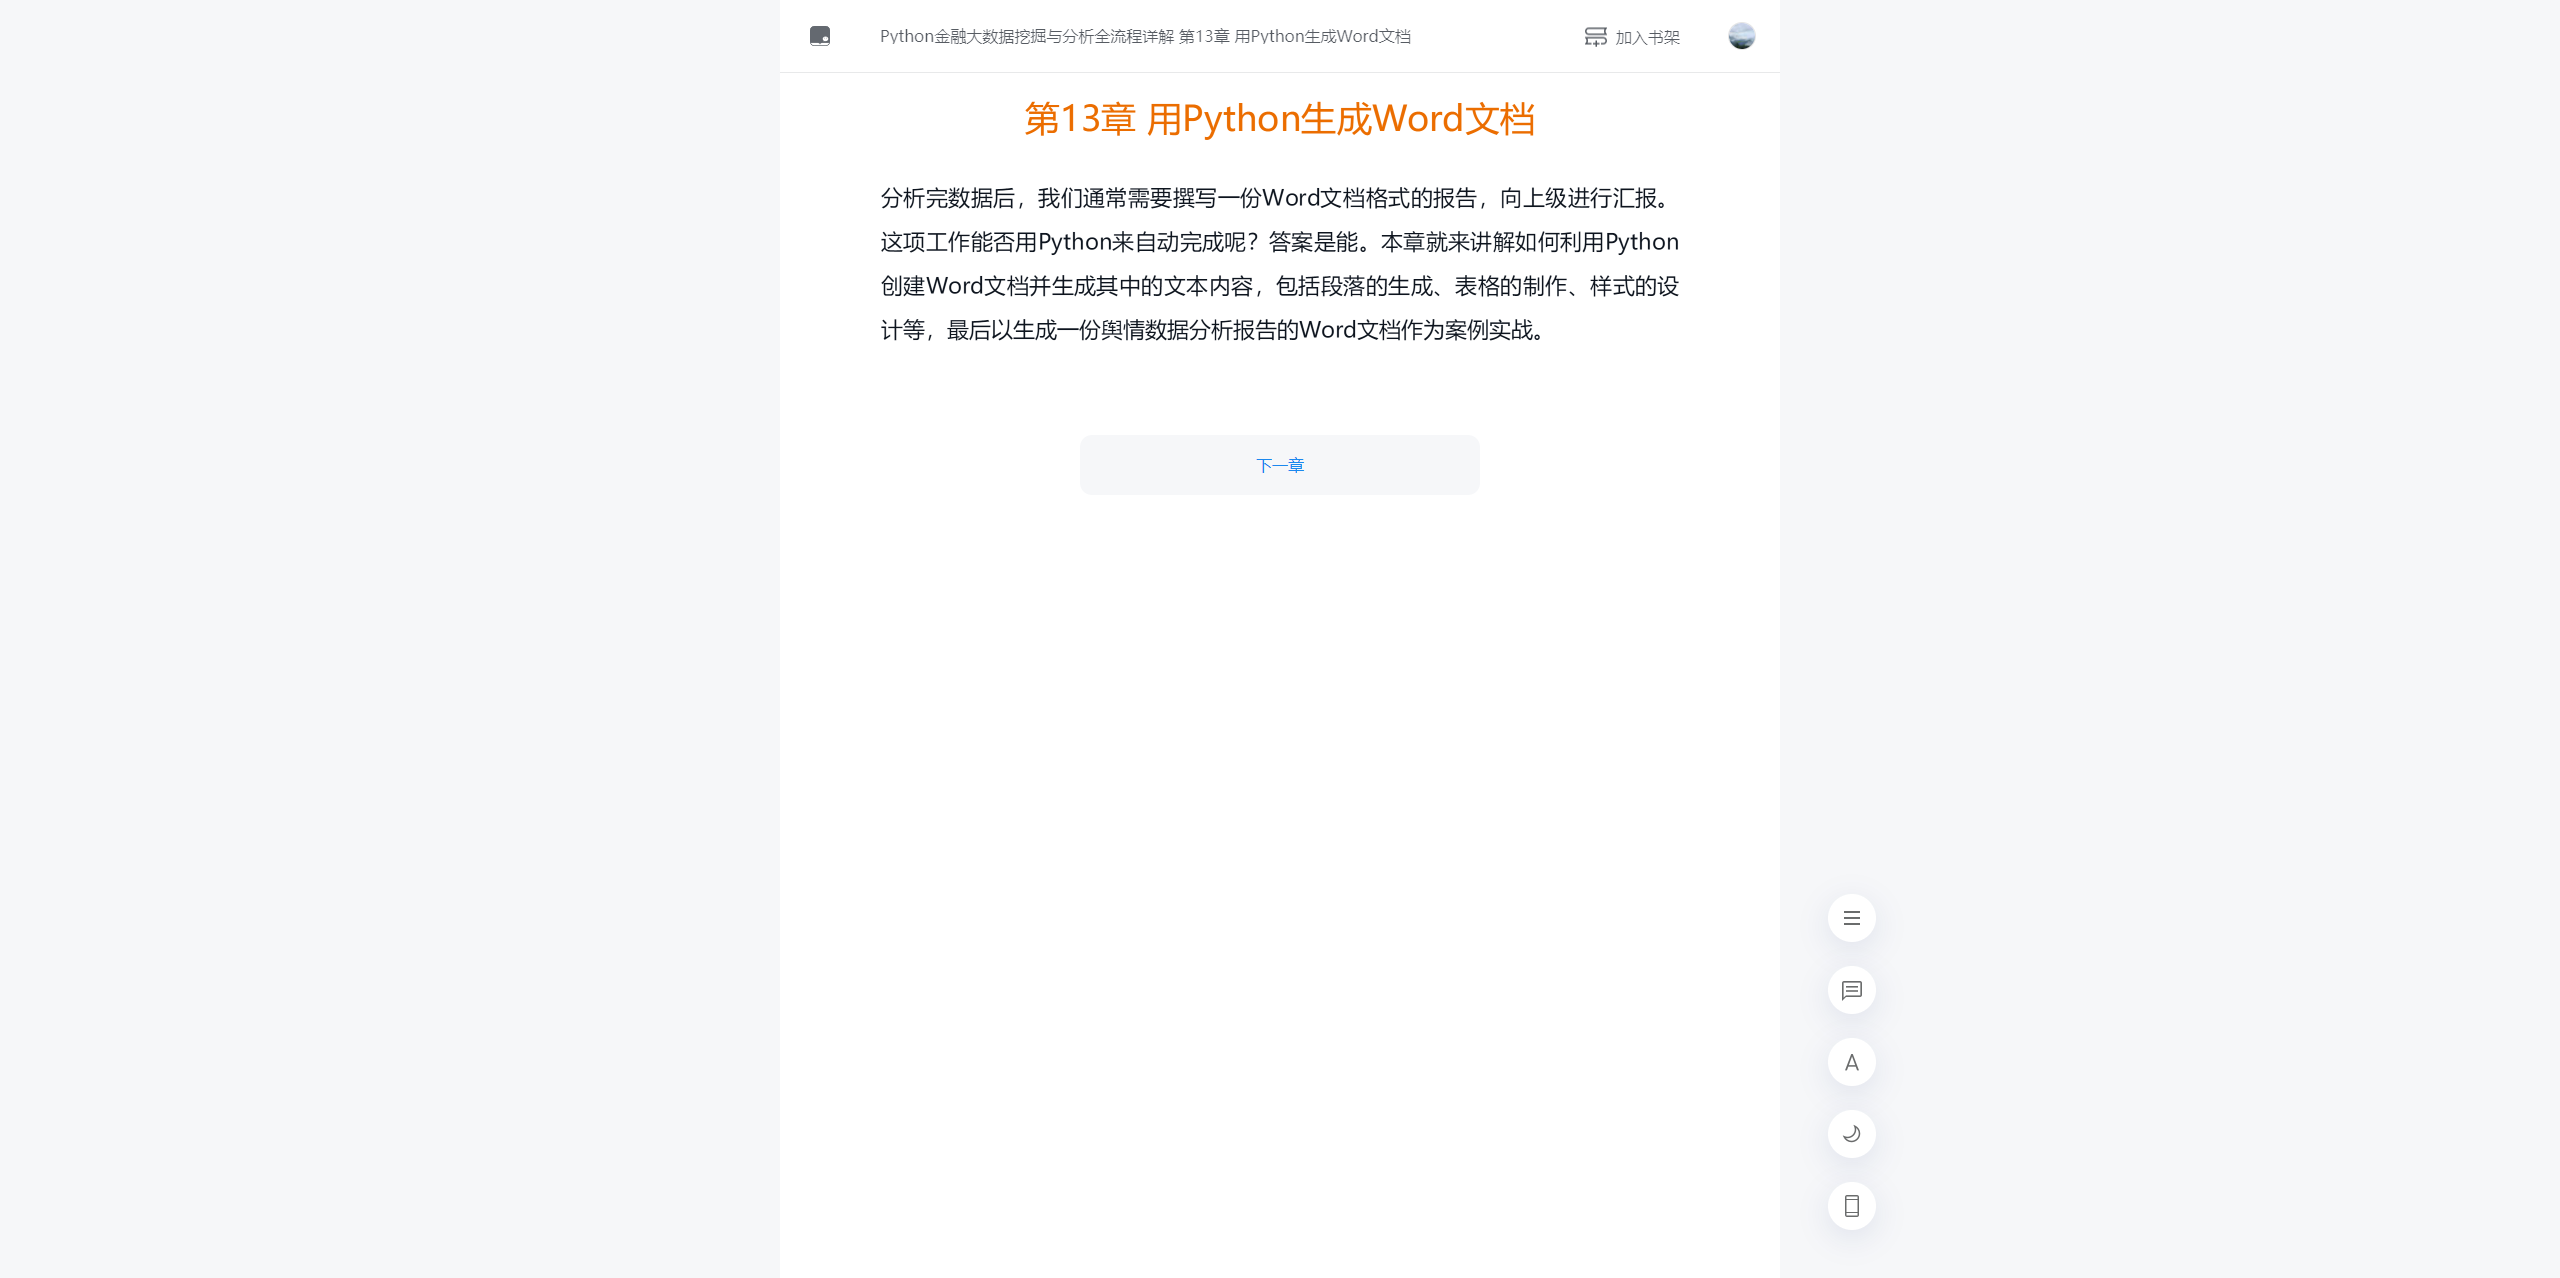 Python金融大数据挖掘与分析全流程详解 第13章 用Python生成Word文档
加入书架
第13章 用Python生成Word文档
分析完数据后，我们通常需要撰写一份Word文档格式的报告，向上级进行汇报。
这项工作能否用Python来自动完成呢？答案是能。本章就来讲解如何利用Python
创建Word文档并生成其中的文本内容，包括段落的生成、表格的制作、样式的设
计等，最后以生成一份舆情数据分析报告的Word文档作为案例实战。
下一章
A